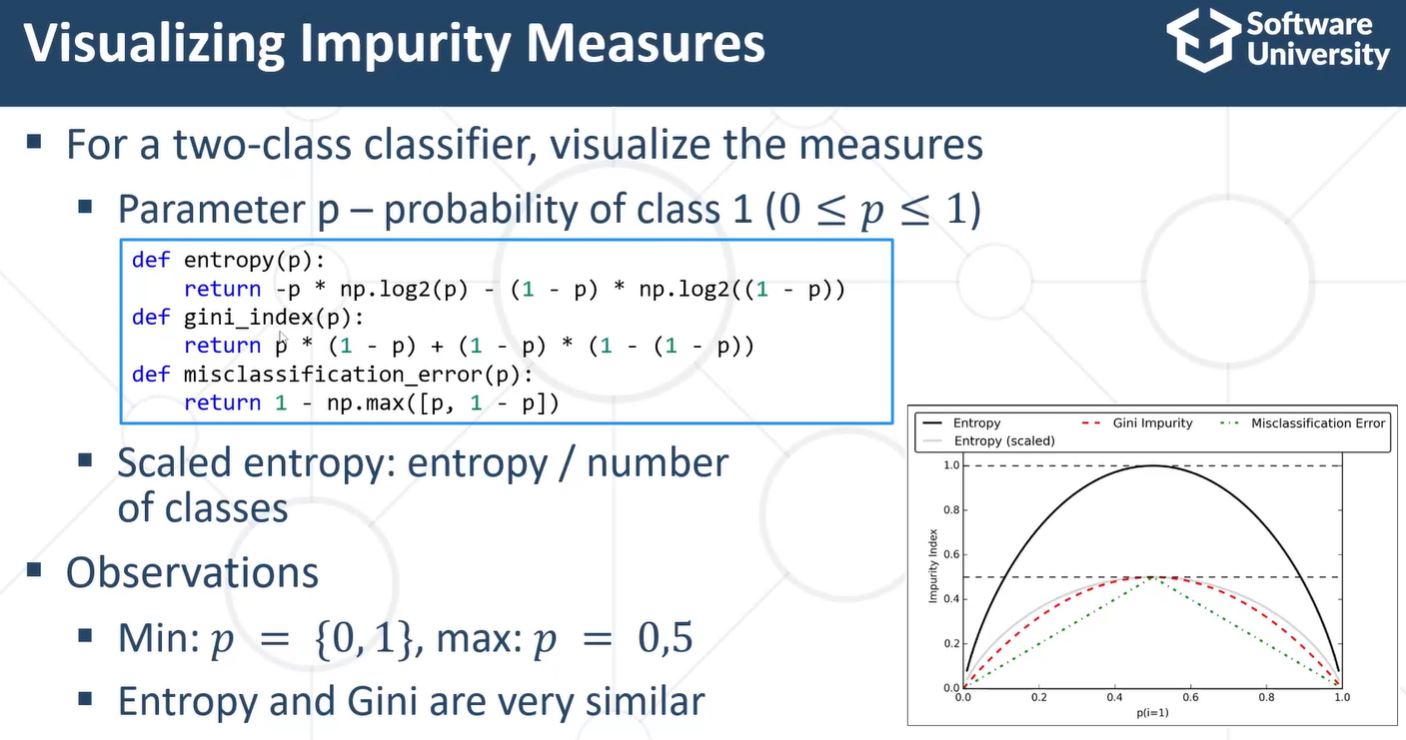 Visualizing Impurity Measures
Software
University
▪ For a two-class classifier, visualize the measures
▪ Parameter p – probability of class 1 (0 ≤ p ≤ 1)
def entropy(p):
    return -p * np.log2(p) - (1 - p) * np.log2((1 - p))
def gini_index(p):
    return p * (1 - p) + (1 - p) * (1 - (1 - p))
def misclassification_error(p):
    return 1 - np.max([p, 1 - p])
▪ Scaled entropy: entropy / number
of classes
▪ Observations
▪ Min: p = {0, 1}, max: p = 0,5
▪ Entropy and Gini are very similar
Entropy
Entropy (scaled)
Gini Impurity
Misclassification Error
Impurity Index
1.0
0.8
0.6
0.4
0.2
0.0
0.0 0.2 0.4 0.6 0.8 1.0
p(i=1)